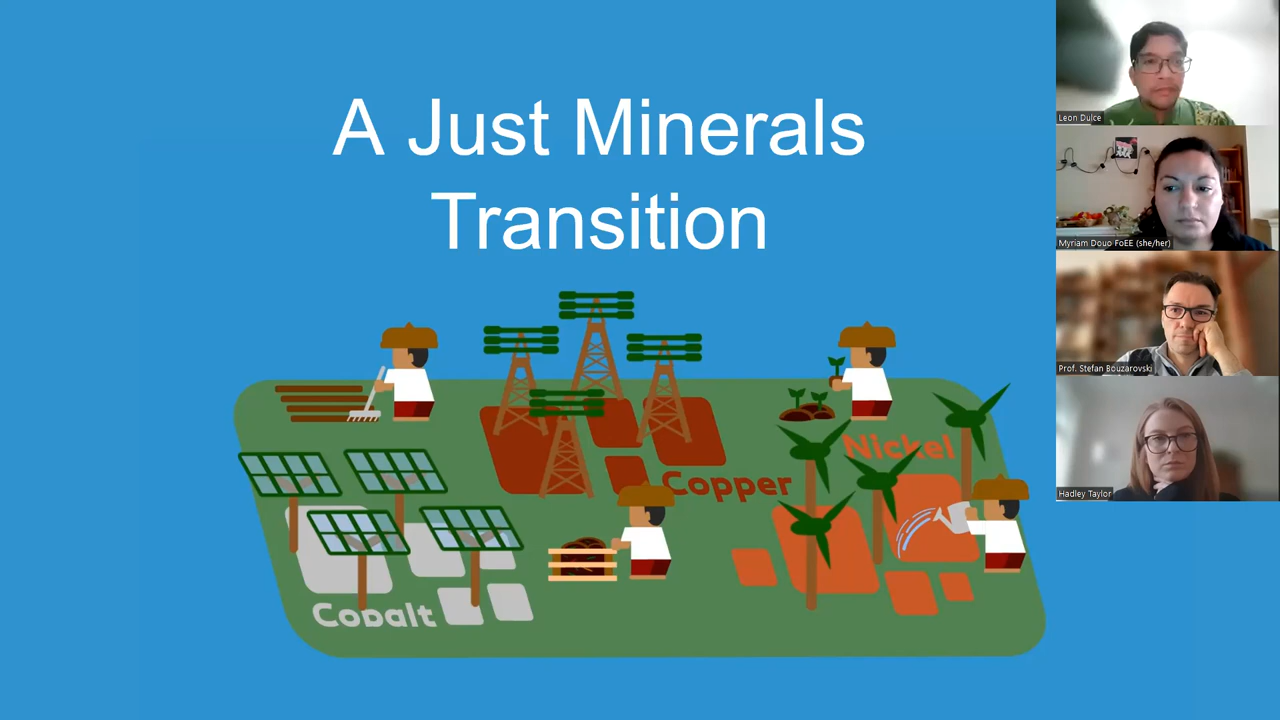 A Just Minerals
Transition
Nickel
Copper
Cobalt
Leon Dulce
Myriam Douo FoEE (she/her)
Prof. Stefan Bouzarovski
Hadley Taylor